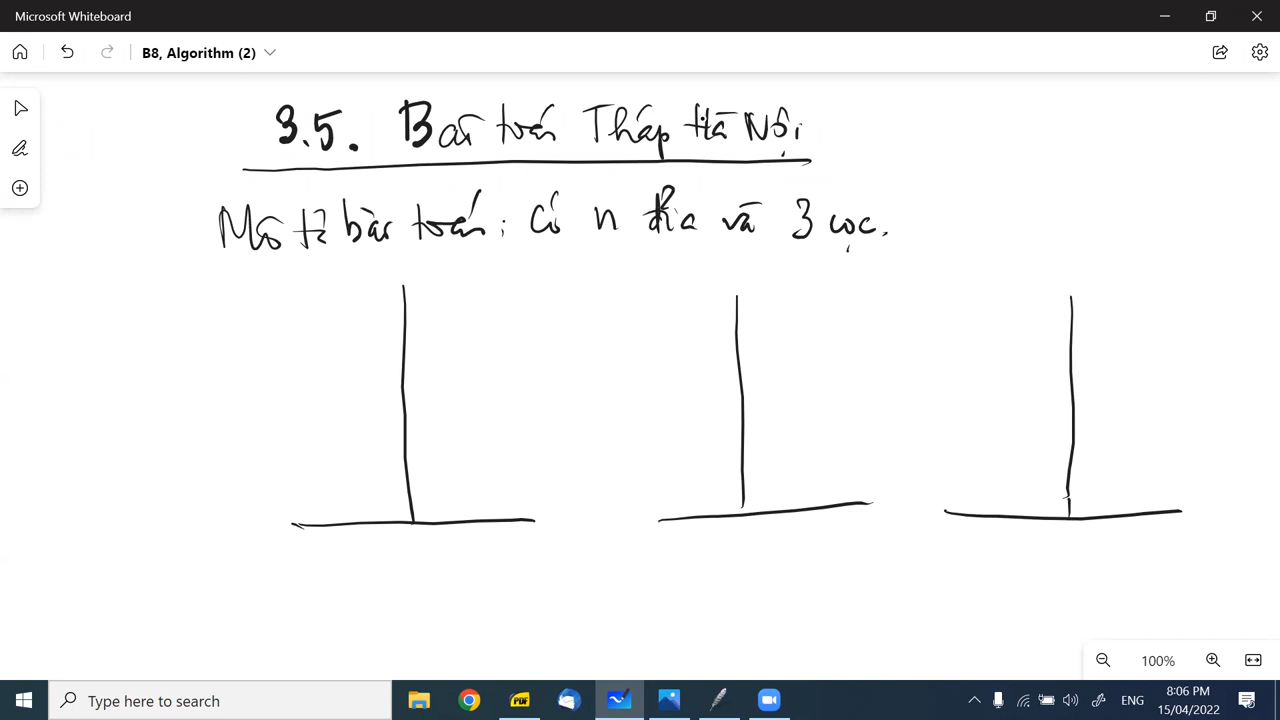 Microsoft Whiteboard
B8, Algorithm (2)
3.5. Bài toán Tháp Hà Nội
Mô tả bài toán: Có n đĩa và 3 cọc.
100%
Type here to search
PDF
ENG
8:06 PM
15/04/2022